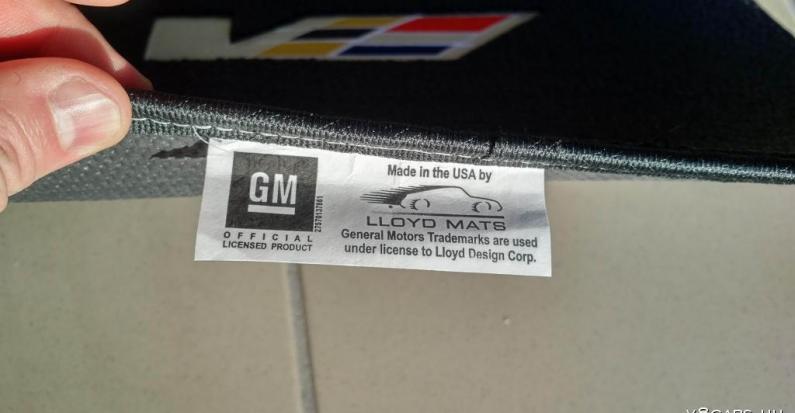 GM
OFFICIAL
LICENSED PRODUCT
Made in the USA by
LLOYD MATS
General Motors Trademarks are used
under license to Lloyd Design Corp.